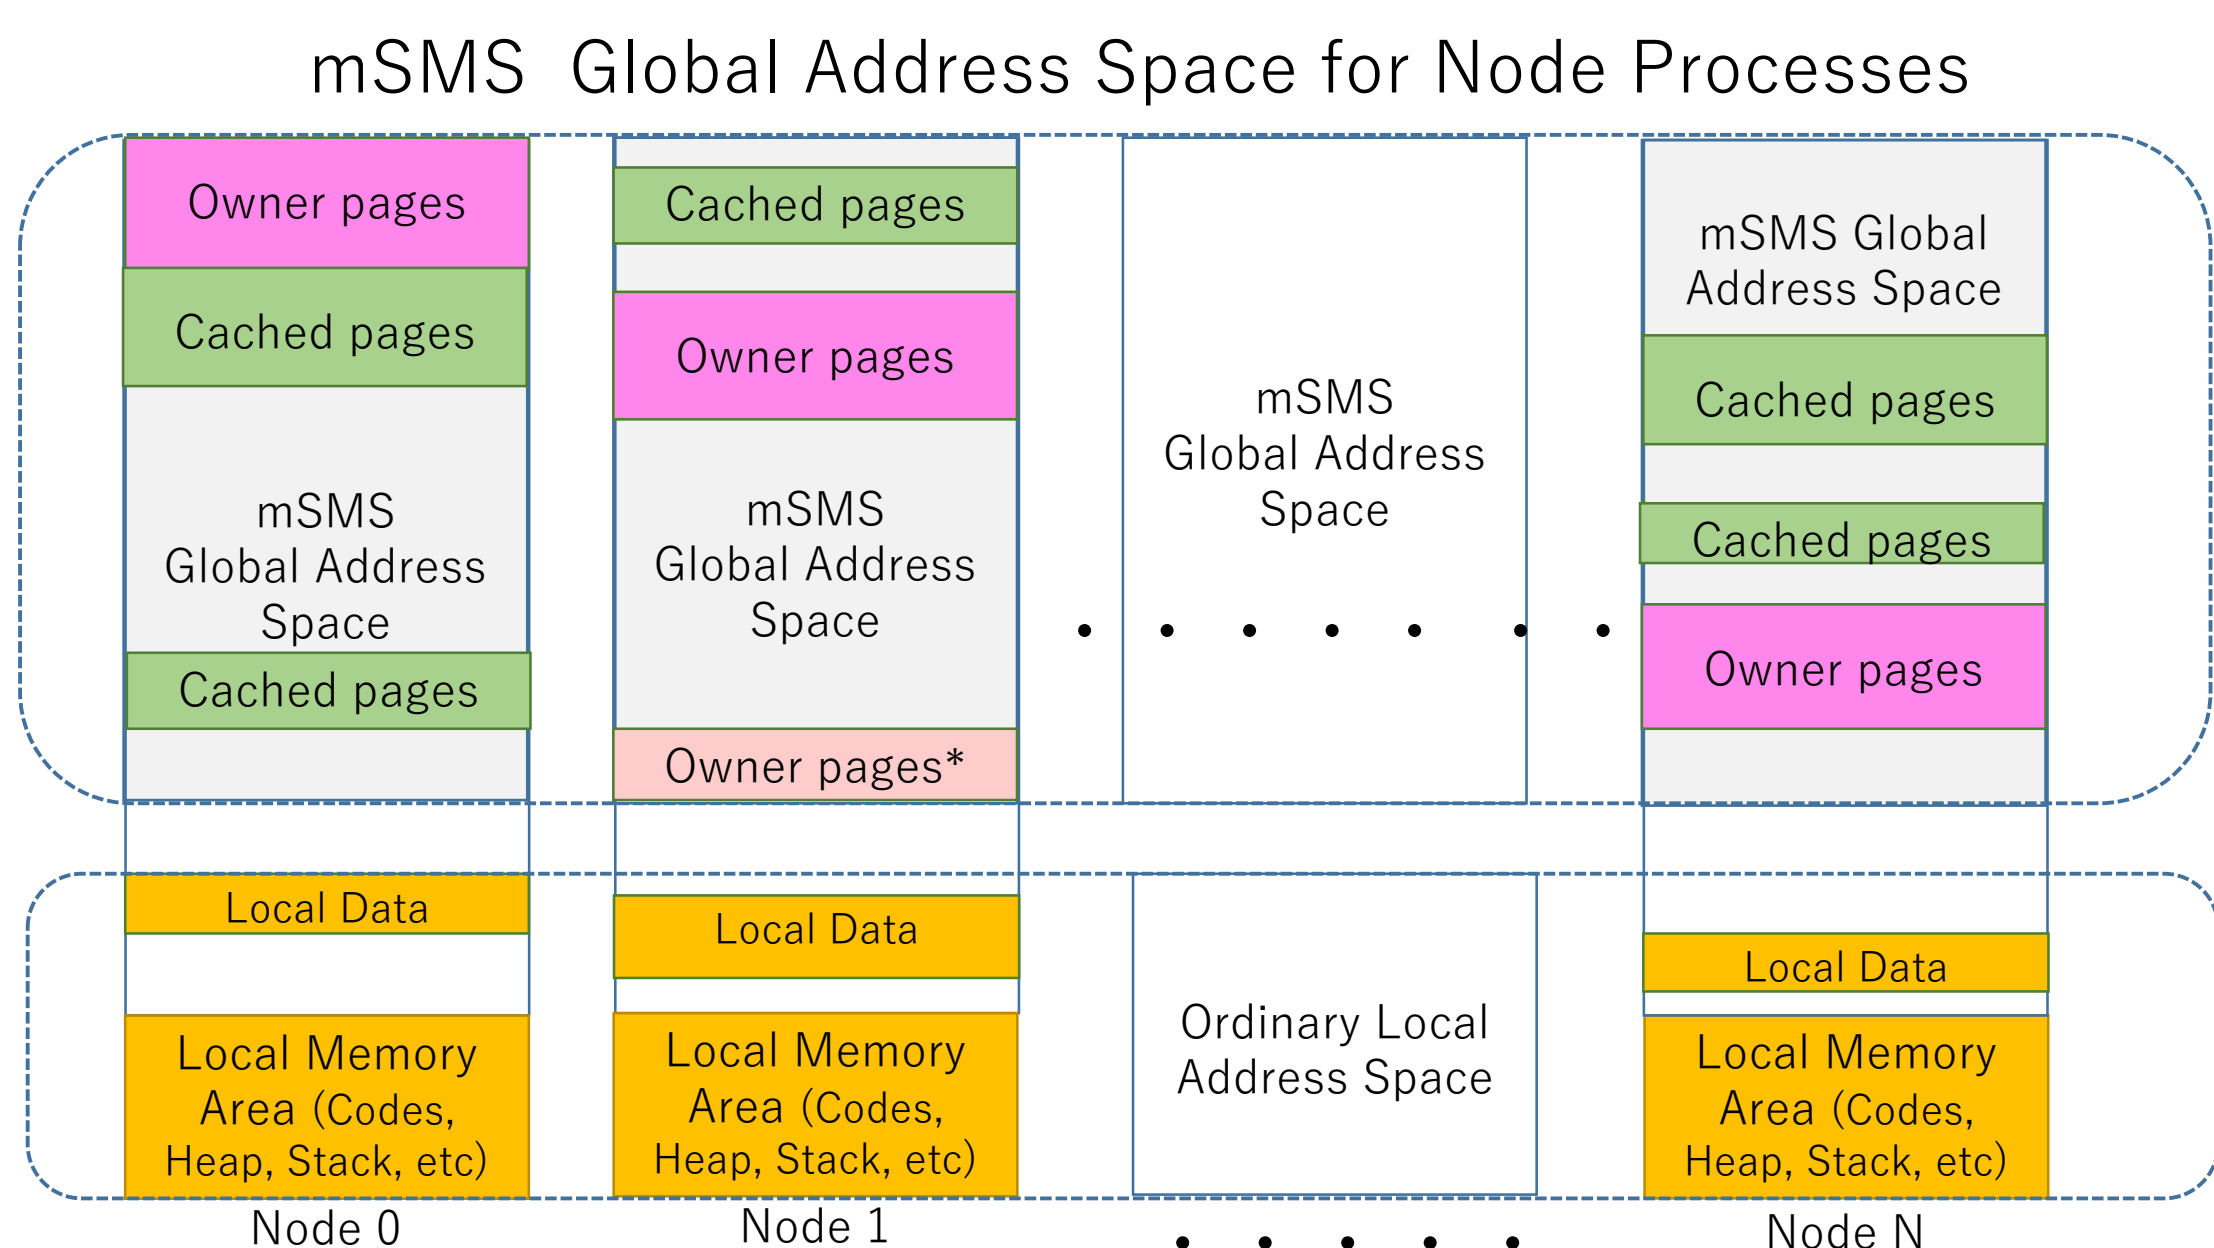 mSMS Global Address Space for Node Processes
Owner pages
Cached pages
mSMS
Global Address
Space
Cached pages
Cached pages
Owner pages
mSMS
Global Address
Space
Owner pages*
mSMS
Global Address
Space
mSMS Global
Address Space
Cached pages
Cached pages
Owner pages
Local Data
Local Memory
Area (Codes,
Heap, Stack, etc)
Node 0
Local Data
Local Memory
Area (Codes,
Heap, Stack, etc)
Node 1
Ordinary Local
Address Space
Local Data
Local Memory
Area (Codes,
Heap, Stack, etc)
Node N